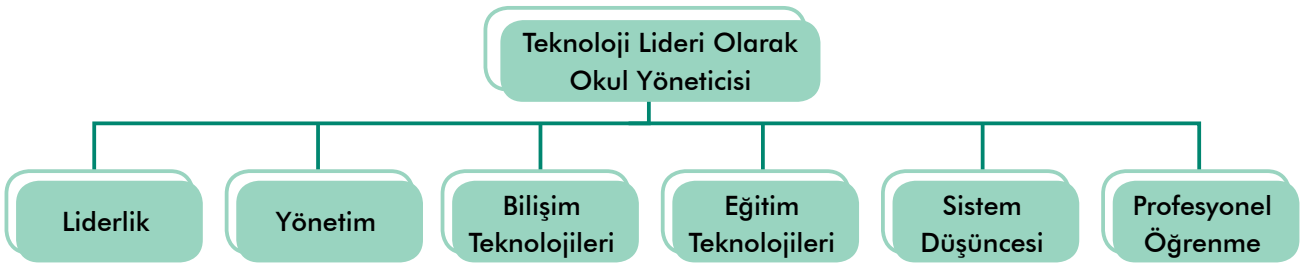 Teknoloji Lideri Olarak
Okul Yöneticisi
Liderlik
Yönetim
Bilişim
Teknolojileri
Eğitim
Teknolojileri
Sistem
Düşüncesi
Profesyonel
Öğrenme